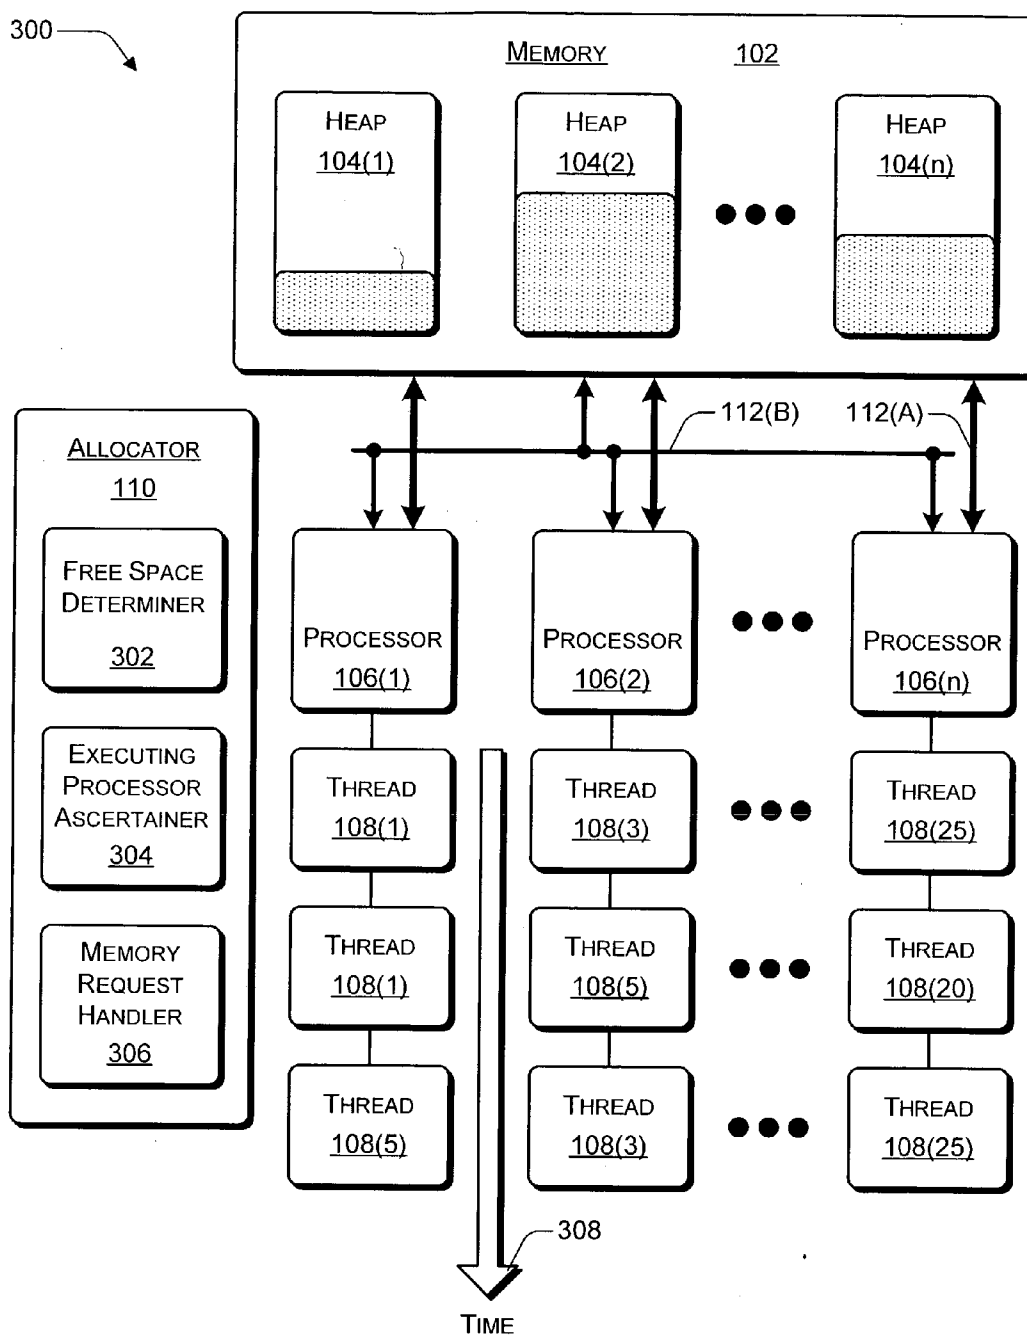 300
MEMORY 102
HEAP
104(1)
HEAP
104(2)
HEAP
104(n)
112(B)
112(A)
ALLOCATOR
110
FREE SPACE
DETERMINER
302
EXECUTING
PROCESSOR
ASCERTAINER
304
MEMORY
REQUEST
HANDLER
306
PROCESSOR
106(1)
PROCESSOR
106(2)
PROCESSOR
106(n)
THREAD
108(1)
THREAD
108(3)
THREAD
108(25)
THREAD
108(1)
THREAD
108(5)
THREAD
108(20)
THREAD
108(5)
THREAD
108(3)
THREAD
108(25)
308
TIME